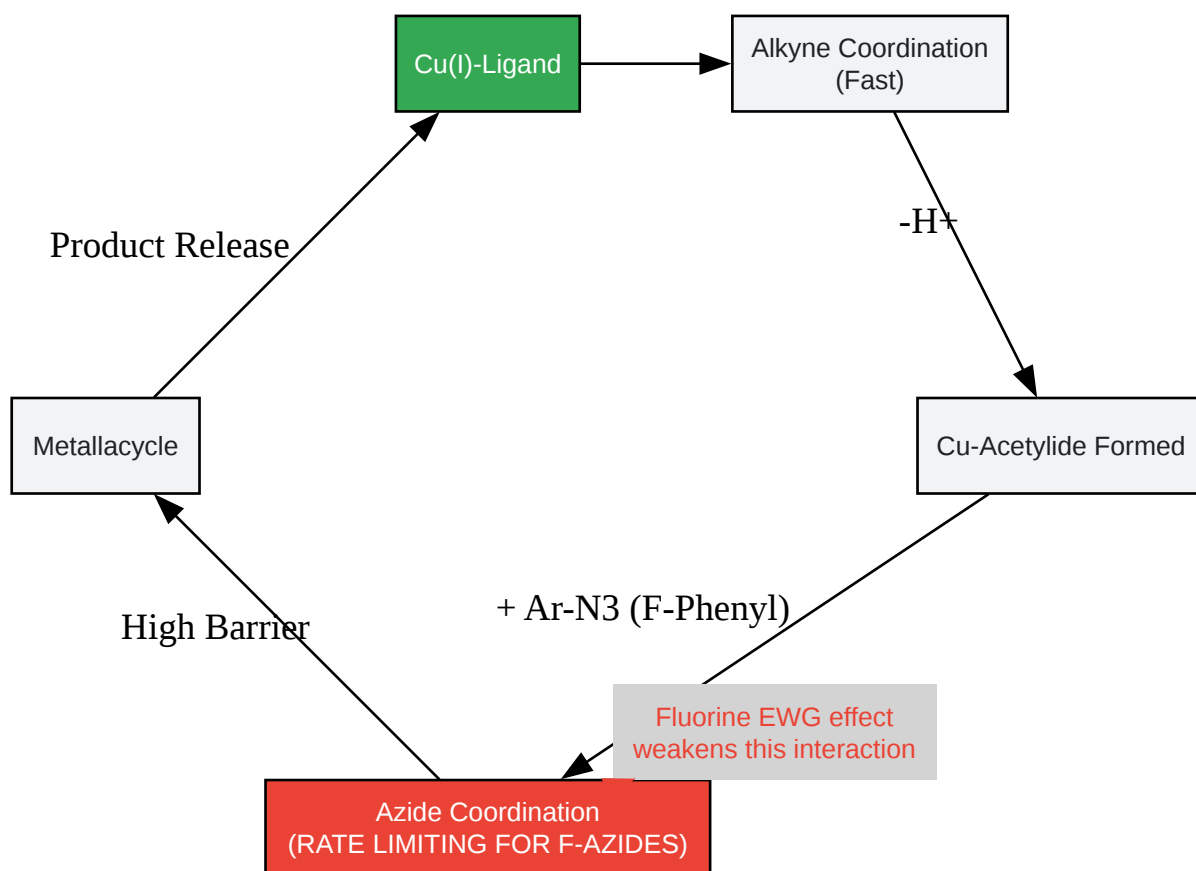 Cu(I)-Ligand
Alkyne Coordination
(Fast)
-H+
Product Release
Metallacycle
Cu-Acetylide Formed
+ Ar-N3 (F-Phenyl)
High Barrier
Fluorine EWG effect
weakens this interaction
Azide Coordination
(RATE LIMITING FOR F-AZIDES)